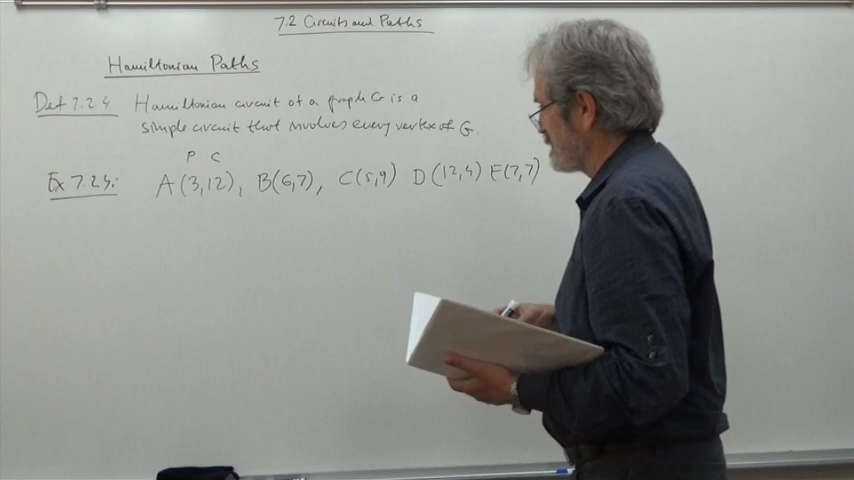 7.2 Circuits and Paths
Hamiltonian Paths
Def 7.2.4 Hamiltonian circuit of a graph G is a
simple circuit that involves every vertex of G.
P C
Ex 7.2.4: A(3,12), B(6,7), C(5,9) D(12,4) E(7,7)